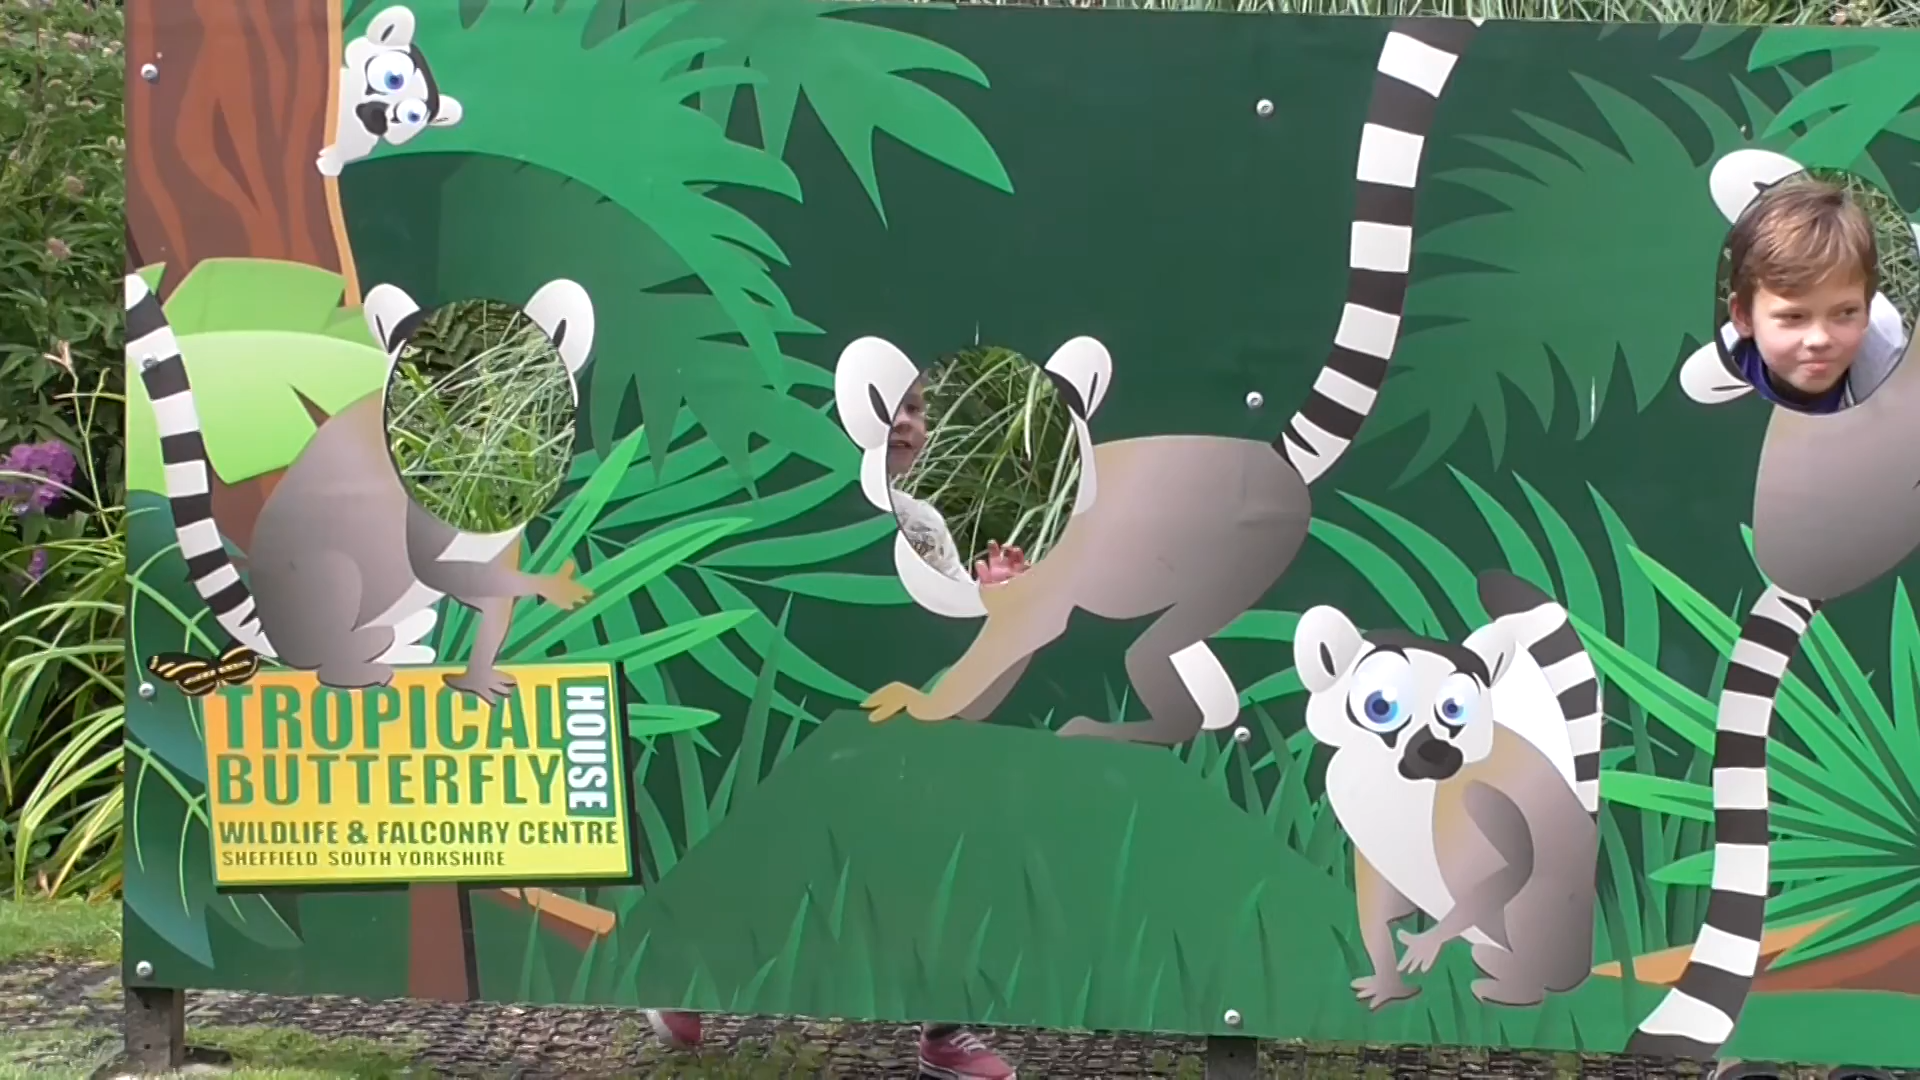 TROPICAL
BUTTERFLY
HOUSE
WILDLIFE & FALCONRY CENTRE
SHEFFIELD SOUTH YORKSHIRE